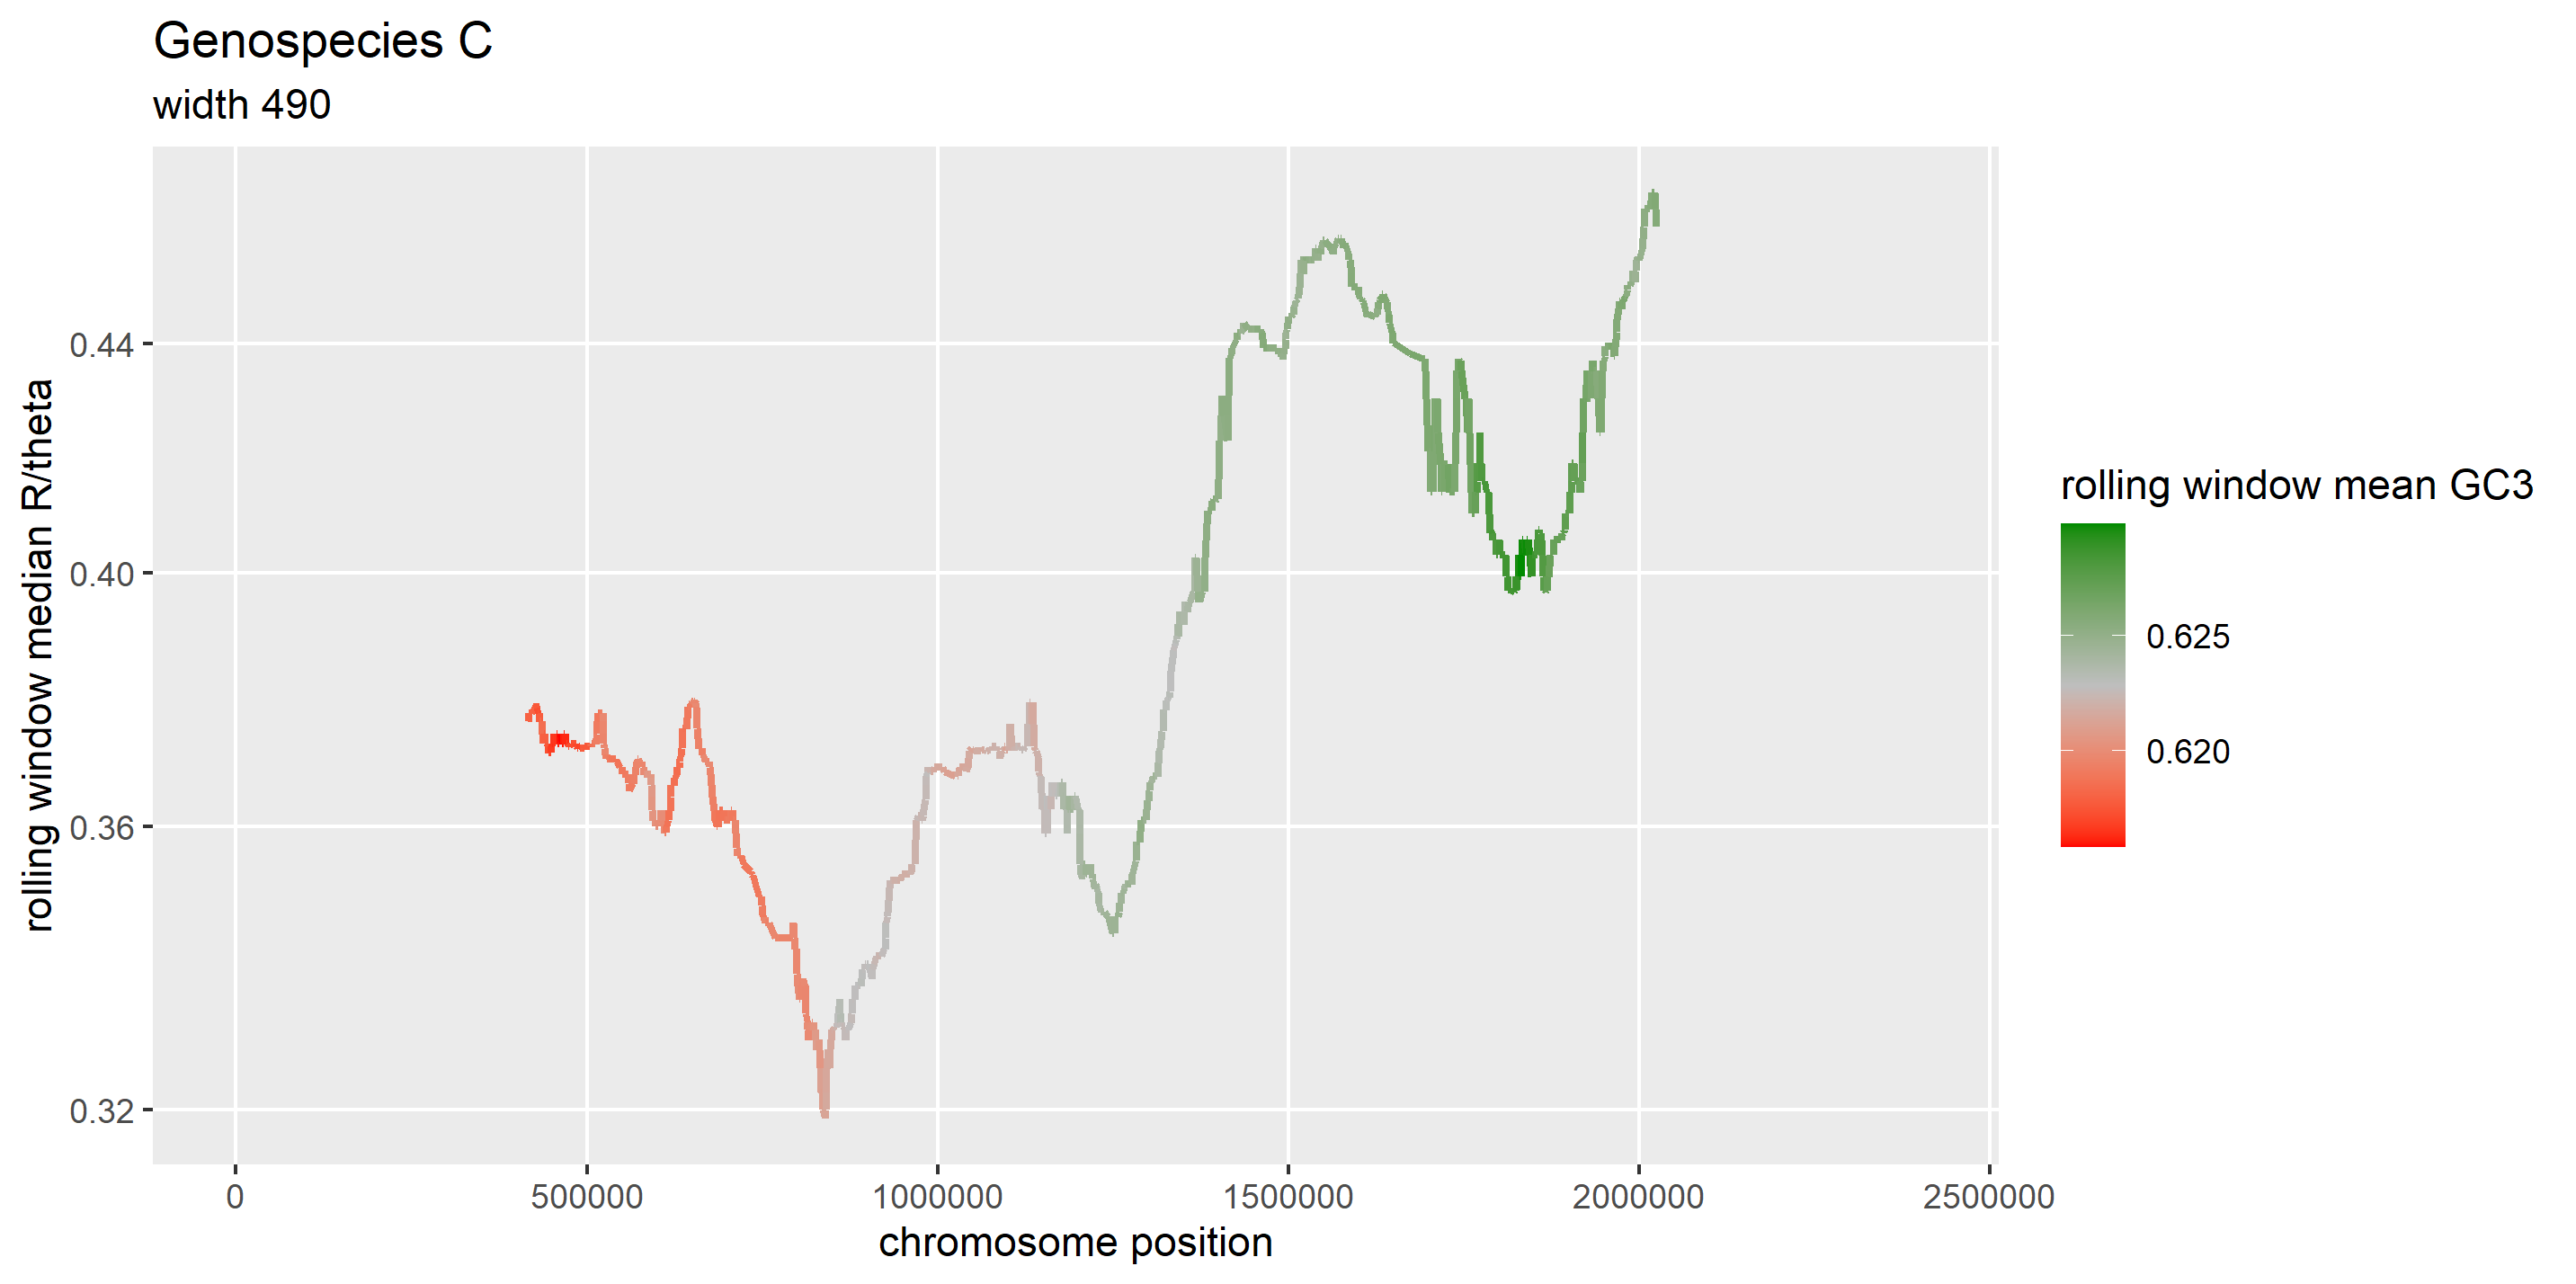 Genospecies C
width 490
rolling window median R/theta
0.44
0.40
0.36
0.32
0
500000
1000000
1500000
2000000
2500000
chromosome position
rolling window mean GC3
0.625
0.620